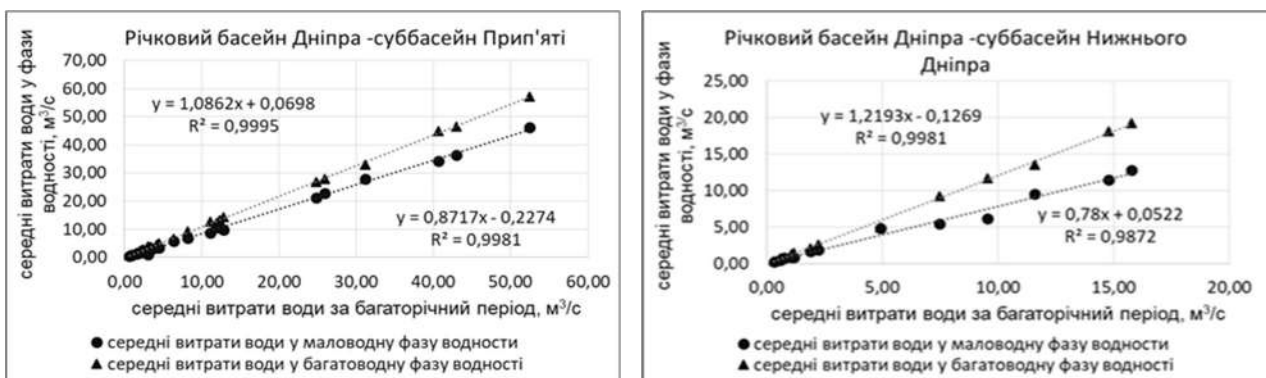 Річковий басейн Дніпра -суббасейн Прип'яті
середні витрати води у фази
водності, м³/с
70,00
60,00
50,00
40,00
30,00
20,00
10,00
0,00
y = 1,0862x + 0,0698
R² = 0,9995
y = 0,8717x - 0,2274
R² = 0,9981
0,00 10,00 20,00 30,00 40,00 50,00 60,00
середні витрати води за багаторічний період, м³/с
середні витрати води у маловодну фазу водности
середні витрати води у багатоводну фазу водності
Річковий басейн Дніпра -суббасейн Нижнього
Дніпра
середні витрати води у фази
водності, м³/с
25,00
20,00
15,00
10,00
5,00
0,00
y = 1,2193x - 0,1269
R² = 0,9981
y = 0,78x + 0,0522
R² = 0,9872
0,00 5,00 10,00 15,00 20,00
середні витрати води за багаторічний період, м³/с
середні витрати води у маловодну фазу водности
середні витрати води у багатоводну фазу водності